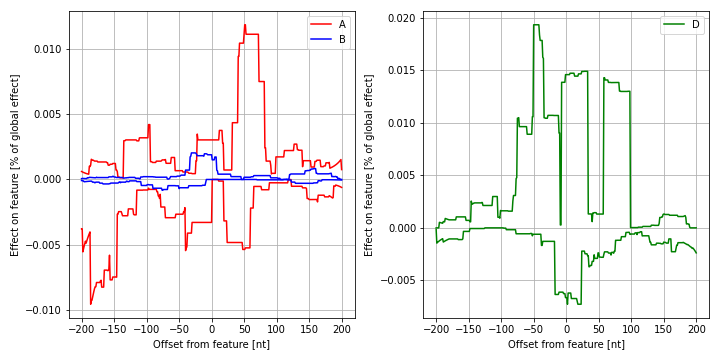 Effect on feature [% of global effect]
0.010
0.005
0.000
−0.005
−0.010
A
B
−200 −150 −100 −50 0 50 100 150 200
Offset from feature [nt]
Effect on feature [% of global effect]
0.020
0.015
0.010
0.005
0.000
−0.005
D
−200 −150 −100 −50 0 50 100 150 200
Offset from feature [nt]